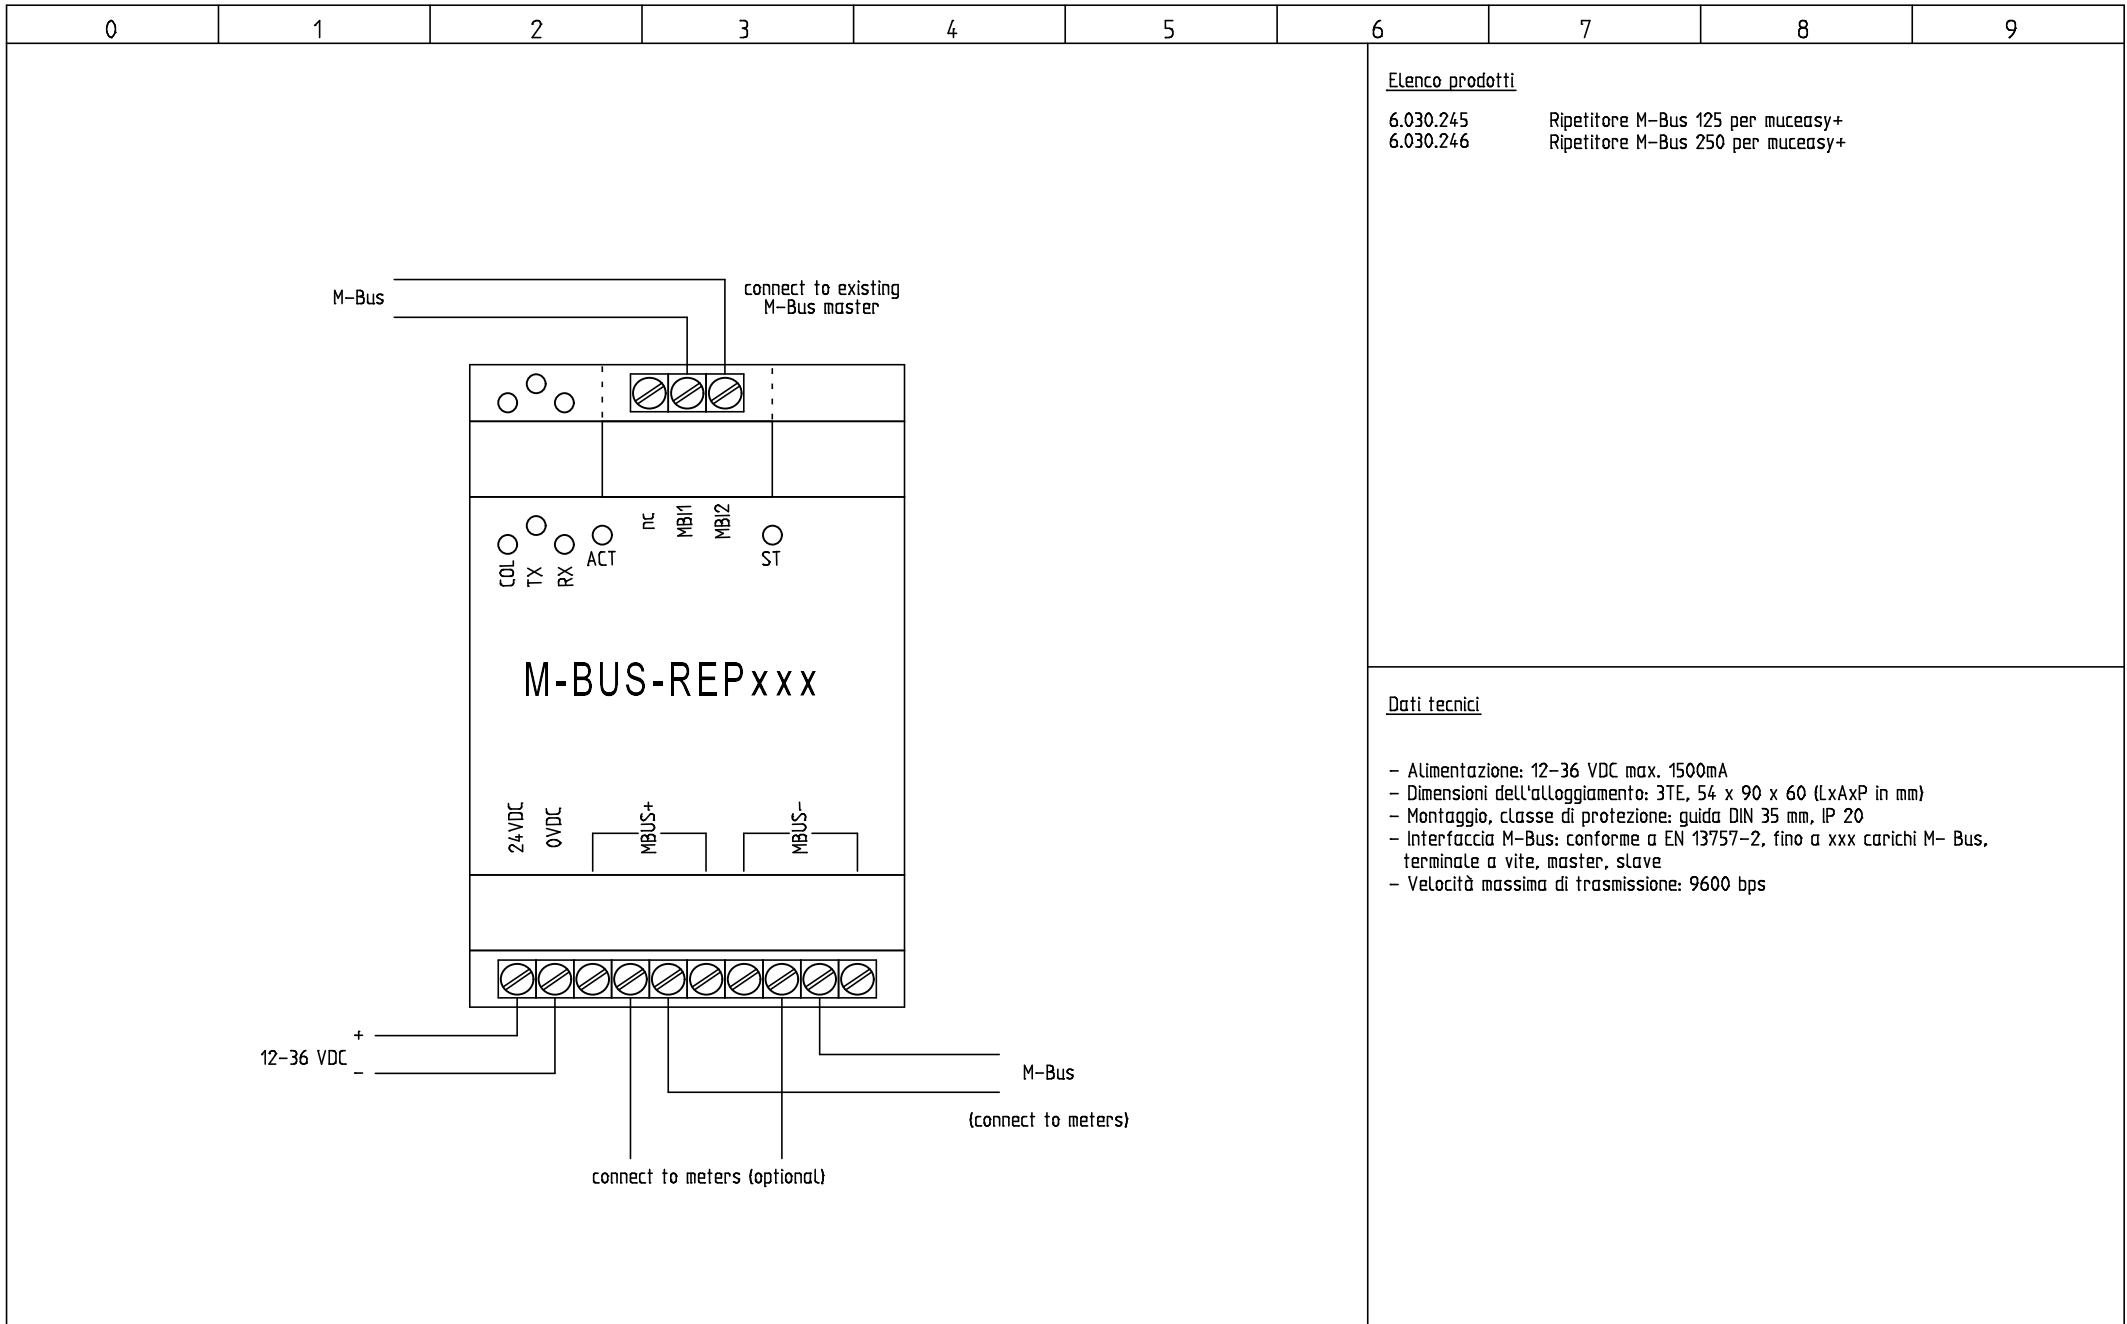 0 1 2 3 4 5 6 7 8 9
Elenco prodotti
6.030.245 Ripetitore M-Bus 125 per muceasy+
6.030.246 Ripetitore M-Bus 250 per muceasy+
M-Bus
connect to existing
M-Bus master
nc
MBI1
MBI2
COL
TX
RX
ACT
ST
M-BUS-REPxxx
24VDC
0VDC
MBUS+
MBUS-
+
12-36 VDC
-
M-Bus
(connect to meters)
connect to meters (optional)
Dati tecnici
- Alimentazione: 12-36 VDC max. 1500mA
- Dimensioni dell'alloggiamento: 3TE, 54 x 90 x 60 (LxAxP in mm)
- Montaggio, classe di protezione: guida DIN 35 mm, IP 20
- Interfaccia M-Bus: conforme a EN 13757-2, fino a xxx carichi M- Bus,
terminale a vite, master, slave
- Velocità massima di trasmissione: 9600 bps